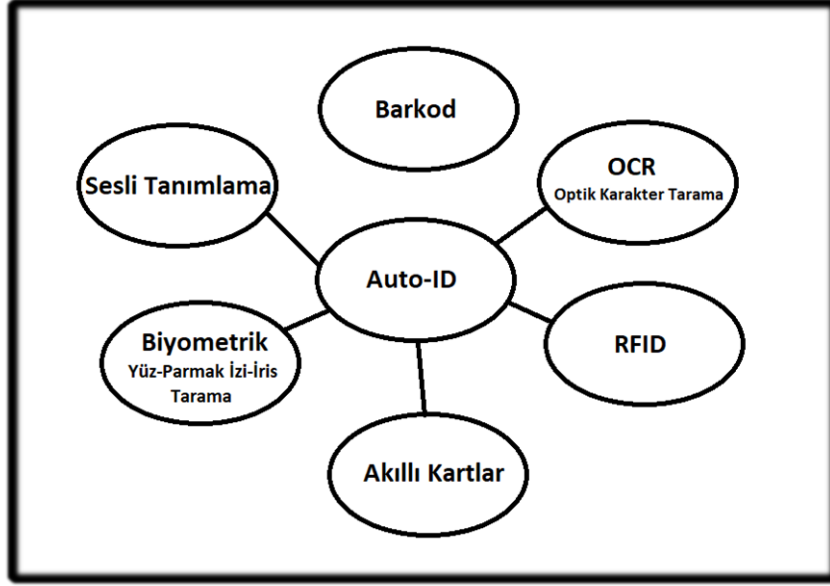 Barkod
Sesli Tanımlama
OCR
Optik Karakter Tarama
Auto-ID
Biyometrik
Yüz-Parmak İzi-İris
Tarama
RFID
Akıllı Kartlar